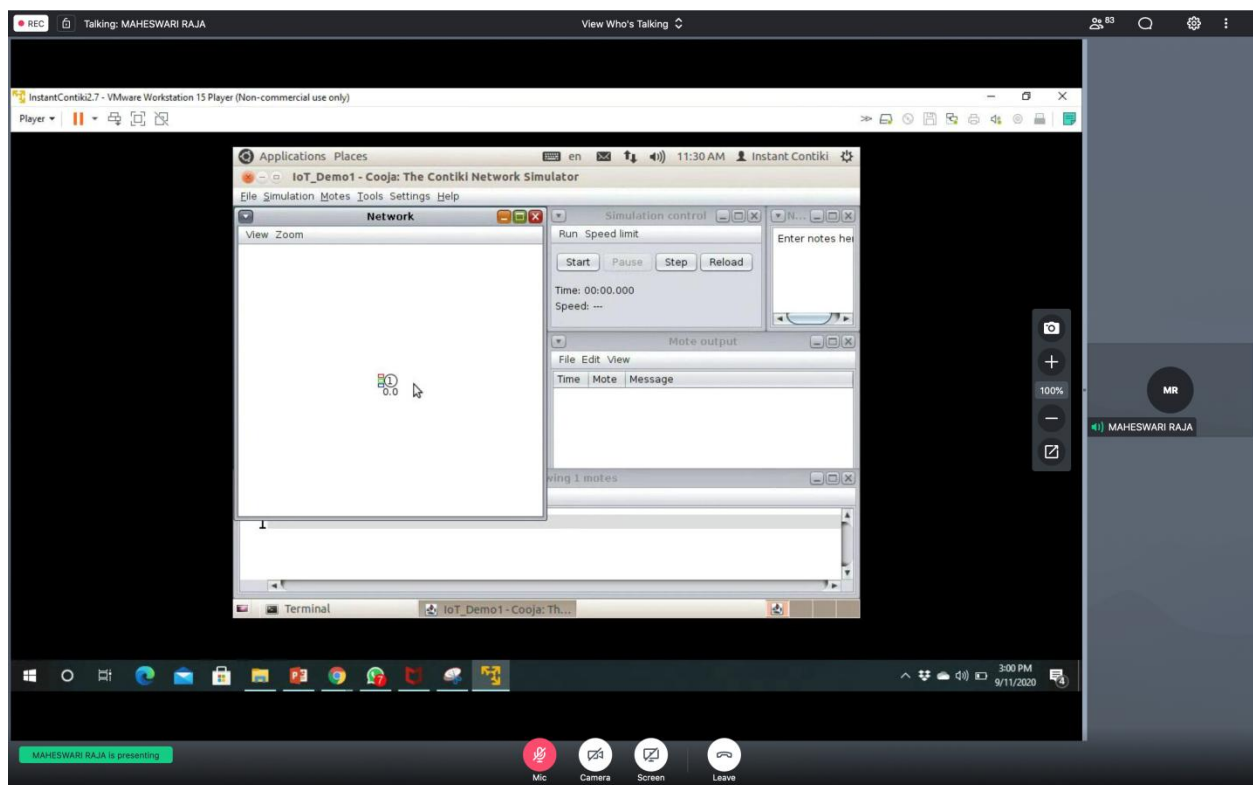 REC Talking: MAHESWARI RAJA View Who's Talking 83
InstantContiki2.7 - VMware Workstation 15 Player (Non-commercial use only)
Player
Applications Places en 11:30 AM Instant Contiki
IoT_Demo1 - Cooja: The Contiki Network Simulator
File Simulation Motes Tools Settings Help
Network
View Zoom
1
0.0
Simulation control
Run Speed limit
Start Pause Step Reload
Time: 00:00.000
Speed: ---
N...
Enter notes her
Mote output
File Edit View
Time Mote Message
wing 1 motes
1
Terminal IoT_Demo1 - Cooja: Th...
100%
MR
MAHESWARI RAJA
3:00 PM
9/11/2020
4
MAHESWARI RAJA is presenting
Mic Camera Screen Leave